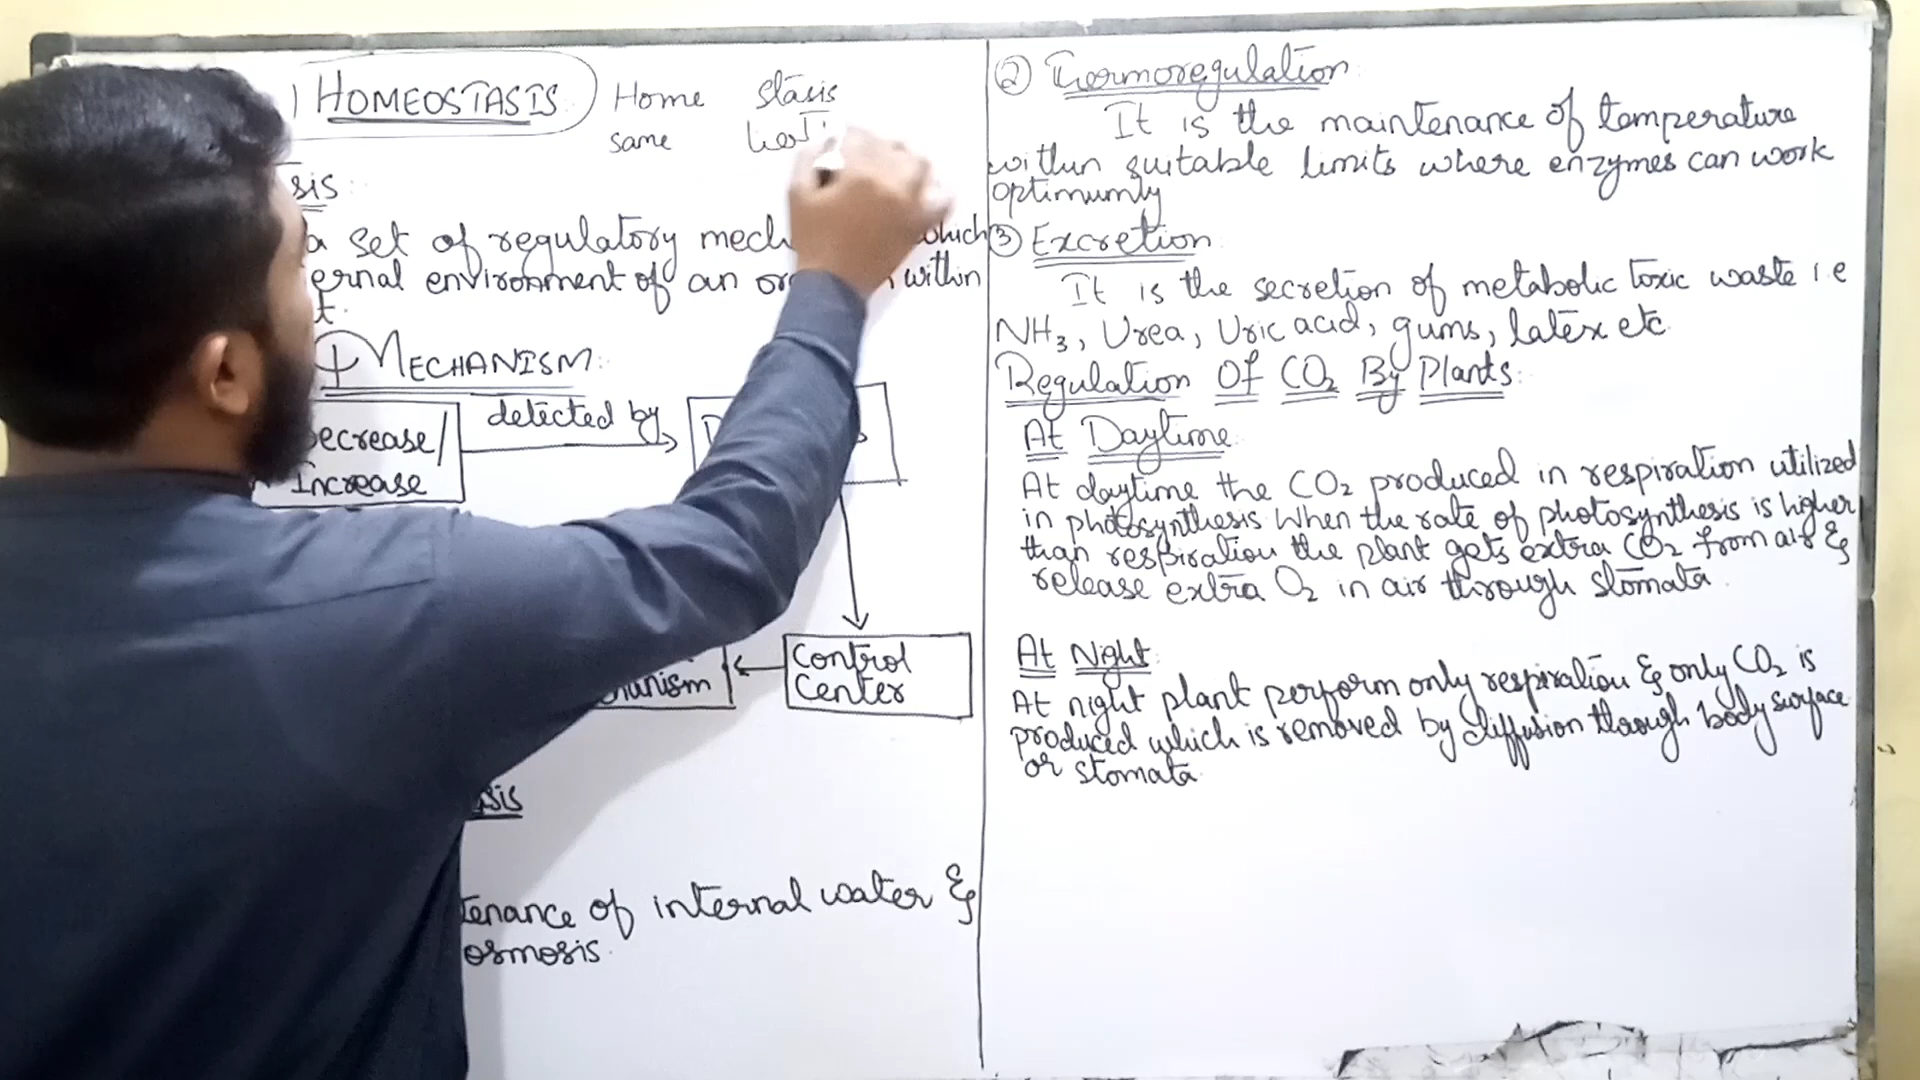 HOMEOSTASIS Home stasis
same
sis
a set of regulatory which
ernal environment of an within
t.
MECHANISM:
ecrease/
Increase
detected by
Control
Center
sis
tenance of internal water &
osmosis.
② Thermoregulation
It is the maintenance of temperature
within suitable limits where enzymes can work
optimumly
③ Excretion
It is the secretion of metabolic toxic waste i.e
NH3, Urea, Uric acid, gums, latex etc
Regulation Of CO2 By Plants:
At Daytime
At daytime the CO2 produced in respiration utilized
in photosynthesis when the rate of photosynthesis is higher
than respiration the plant gets extra CO2 from air &
release extra O2 in air through stomata.
At Night:
At night plant perform only respiration & only CO2 is
produced which is removed by diffusion through body surface
or stomata.